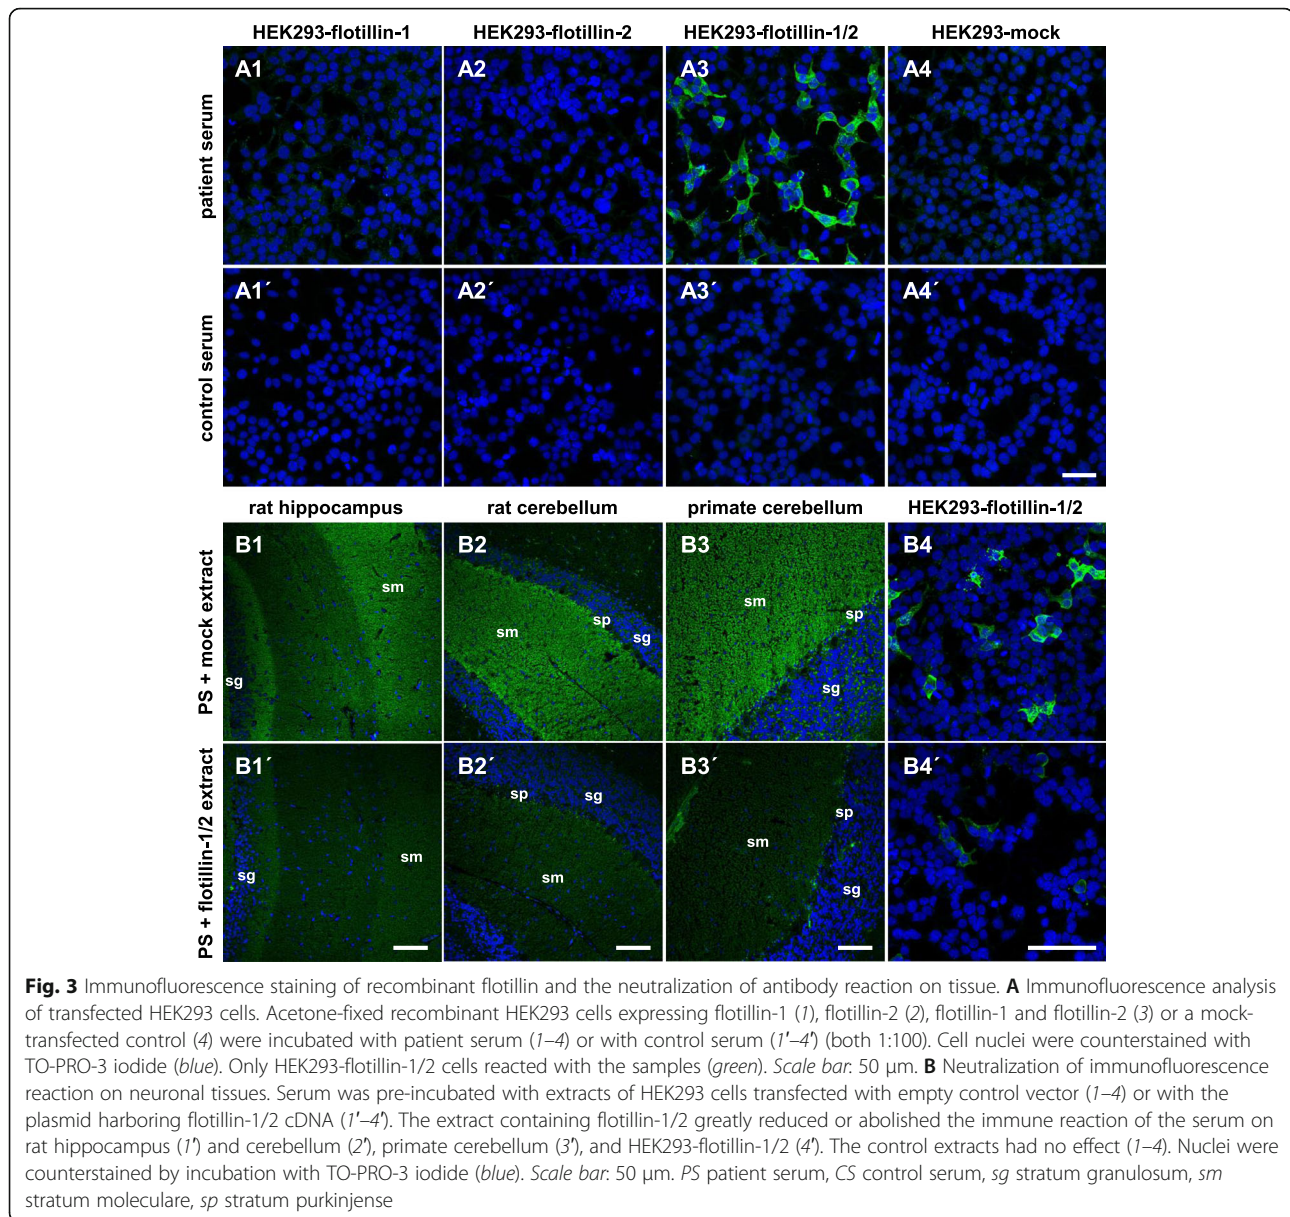 HEK293-flotillin-1 HEK293-flotillin-2 HEK293-flotillin-1/2 HEK293-mock
patient serum
A1 A2 A3 A4
control serum
A1´ A2´ A3´ A4´
rat hippocampus rat cerebellum primate cerebellum HEK293-flotillin-1/2
PS + mock extract
B1 B2 B3 B4
sm sg
sm sp sg
sm sp sg
PS + flotillin-1/2 extract
B1´ B2´ B3´ B4´
sg sm
sp sg sm
sp sm sg
Fig. 3 Immunofluorescence staining of recombinant flotillin and the neutralization of antibody reaction on tissue. A Immunofluorescence analysis
of transfected HEK293 cells. Acetone-fixed recombinant HEK293 cells expressing flotillin-1 (1), flotillin-2 (2), flotillin-1 and flotillin-2 (3) or a mock-
transfected control (4) were incubated with patient serum (1–4) or with control serum (1′–4′) (both 1:100). Cell nuclei were counterstained with
TO-PRO-3 iodide (blue). Only HEK293-flotillin-1/2 cells reacted with the samples (green). Scale bar: 50 μm. B Neutralization of immunofluorescence
reaction on neuronal tissues. Serum was pre-incubated with extracts of HEK293 cells transfected with empty control vector (1–4) or with the
plasmid harboring flotillin-1/2 cDNA (1′–4′). The extract containing flotillin-1/2 greatly reduced or abolished the immune reaction of the serum on
rat hippocampus (1′) and cerebellum (2′), primate cerebellum (3′), and HEK293-flotillin-1/2 (4′). The control extracts had no effect (1–4). Nuclei were
counterstained by incubation with TO-PRO-3 iodide (blue). Scale bar: 50 μm. PS patient serum, CS control serum, sg stratum granulosum, sm
stratum moleculare, sp stratum purkinjense